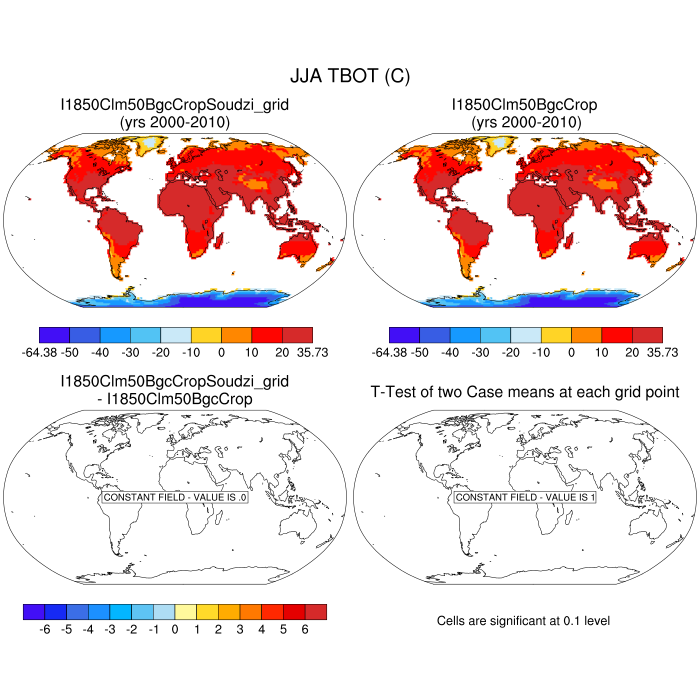 JJA TBOT (C)
I1850Clm50BgcCropSoudzi_grid
(yrs 2000-2010)
I1850Clm50BgcCrop
(yrs 2000-2010)
-64.38 -50 -40 -30 -20 -10 0 10 20 35.73
-64.38 -50 -40 -30 -20 -10 0 10 20 35.73
I1850Clm50BgcCropSoudzi_grid
- I1850Clm50BgcCrop
T-Test of two Case means at each grid point
CONSTANT FIELD - VALUE IS .0
CONSTANT FIELD - VALUE IS 1
-6 -5 -4 -3 -2 -1 0 1 2 3 4 5 6
Cells are significant at 0.1 level